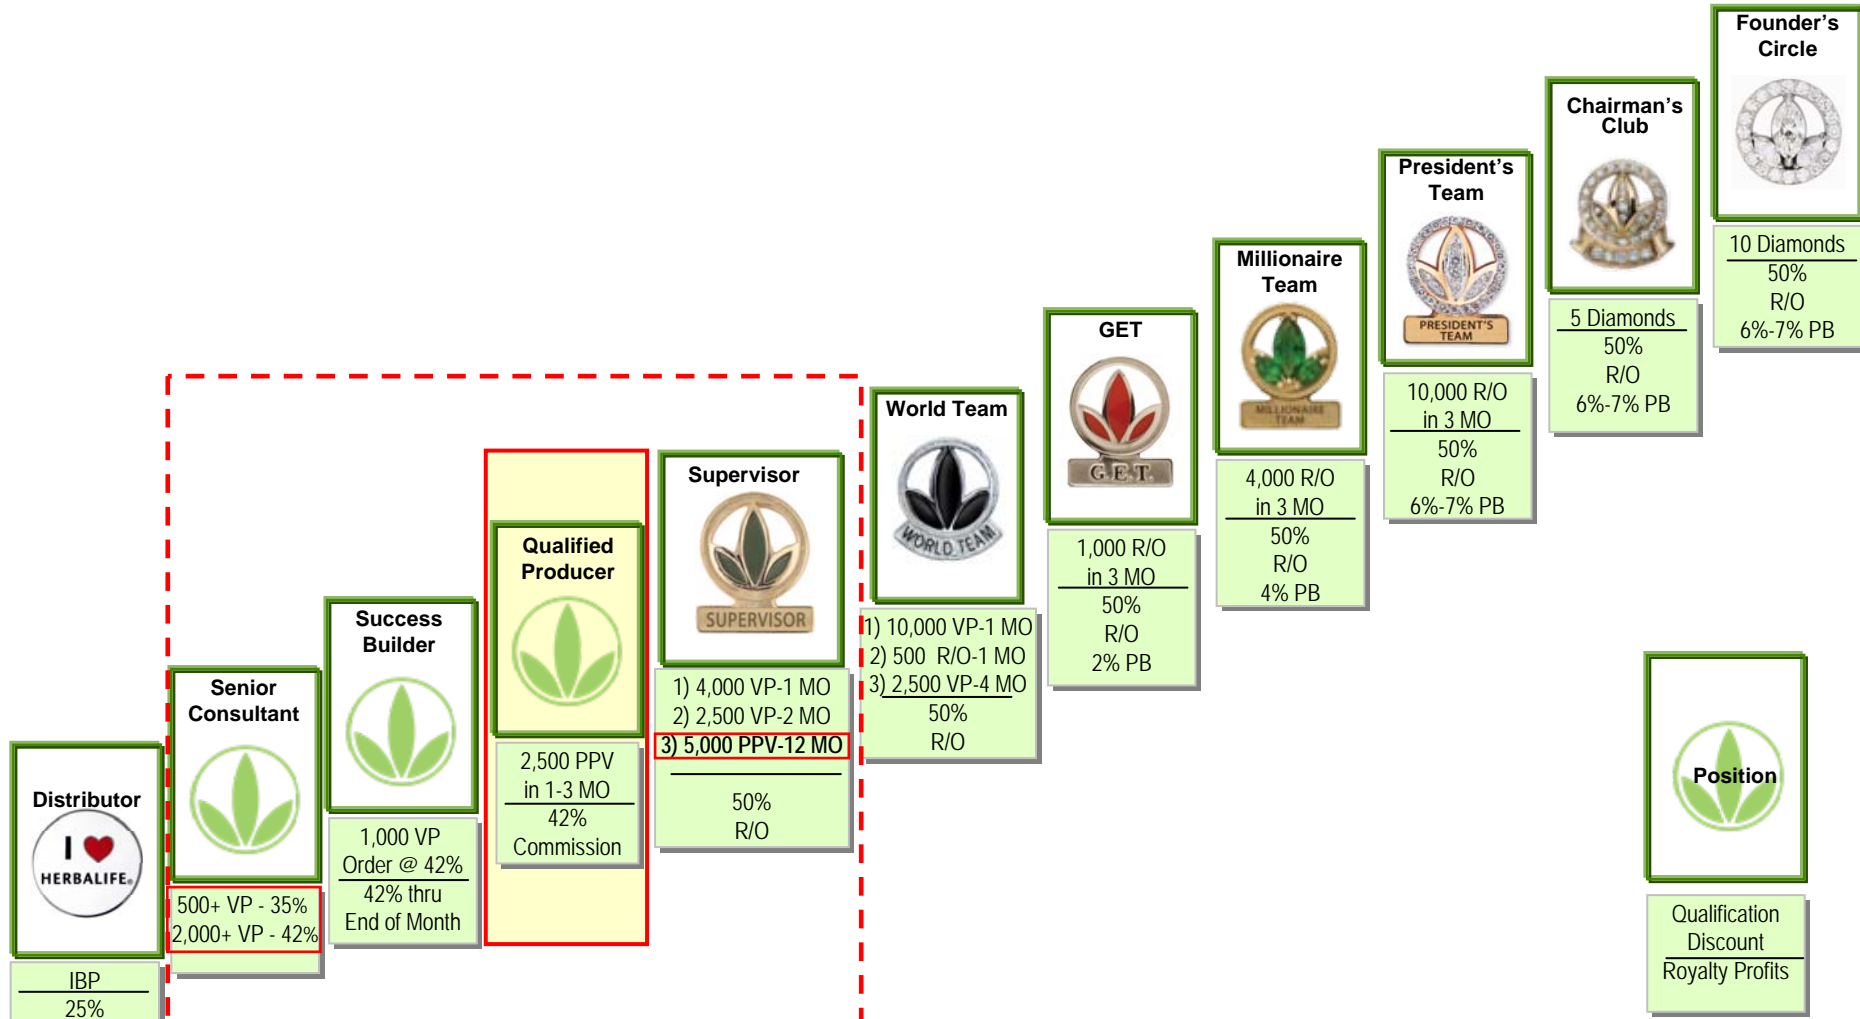 Distributor
I
HERBALIFE®
IBP
25%
Senior
Consultant
500+ VP - 35%
2,000+ VP - 42%
Success
Builder
1,000 VP
Order @ 42%
42% thru
End of Month
Qualified
Producer
2,500 PPV
in 1-3 MO
42%
Commission
Supervisor
SUPERVISOR
1) 4,000 VP-1 MO
2) 2,500 VP-2 MO
3) 5,000 PPV-12 MO
50%
R/O
World Team
WORLD TEAM
1) 10,000 VP-1 MO
2) 500 R/O-1 MO
3) 2,500 VP-4 MO
50%
R/O
GET
G.E.T.
1,000 R/O
in 3 MO
50%
R/O
2% PB
Millionaire
Team
MILLIONAIRE
TEAM
4,000 R/O
in 3 MO
50%
R/O
4% PB
President's
Team
PRESIDENT'S
TEAM
10,000 R/O
in 3 MO
50%
R/O
6%-7% PB
Chairman's
Club
5 Diamonds
50%
R/O
6%-7% PB
Founder's
Circle
10 Diamonds
50%
R/O
6%-7% PB
Position
Qualification
Discount
Royalty Profits